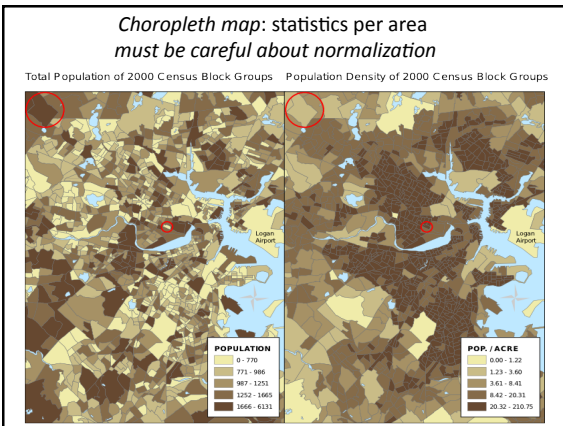 Choropleth map: statistics per area
must be careful about normalization
Total Population of 2000 Census Block Groups
Population Density of 2000 Census Block Groups
Logan
Airport
POPULATION
0 - 770
771 - 986
987 - 1251
1252 - 1665
1666 - 6131
Logan
Airport
POP. / ACRE
0.00 - 1.22
1.23 - 3.60
3.61 - 8.41
8.42 - 20.31
20.32 - 210.75